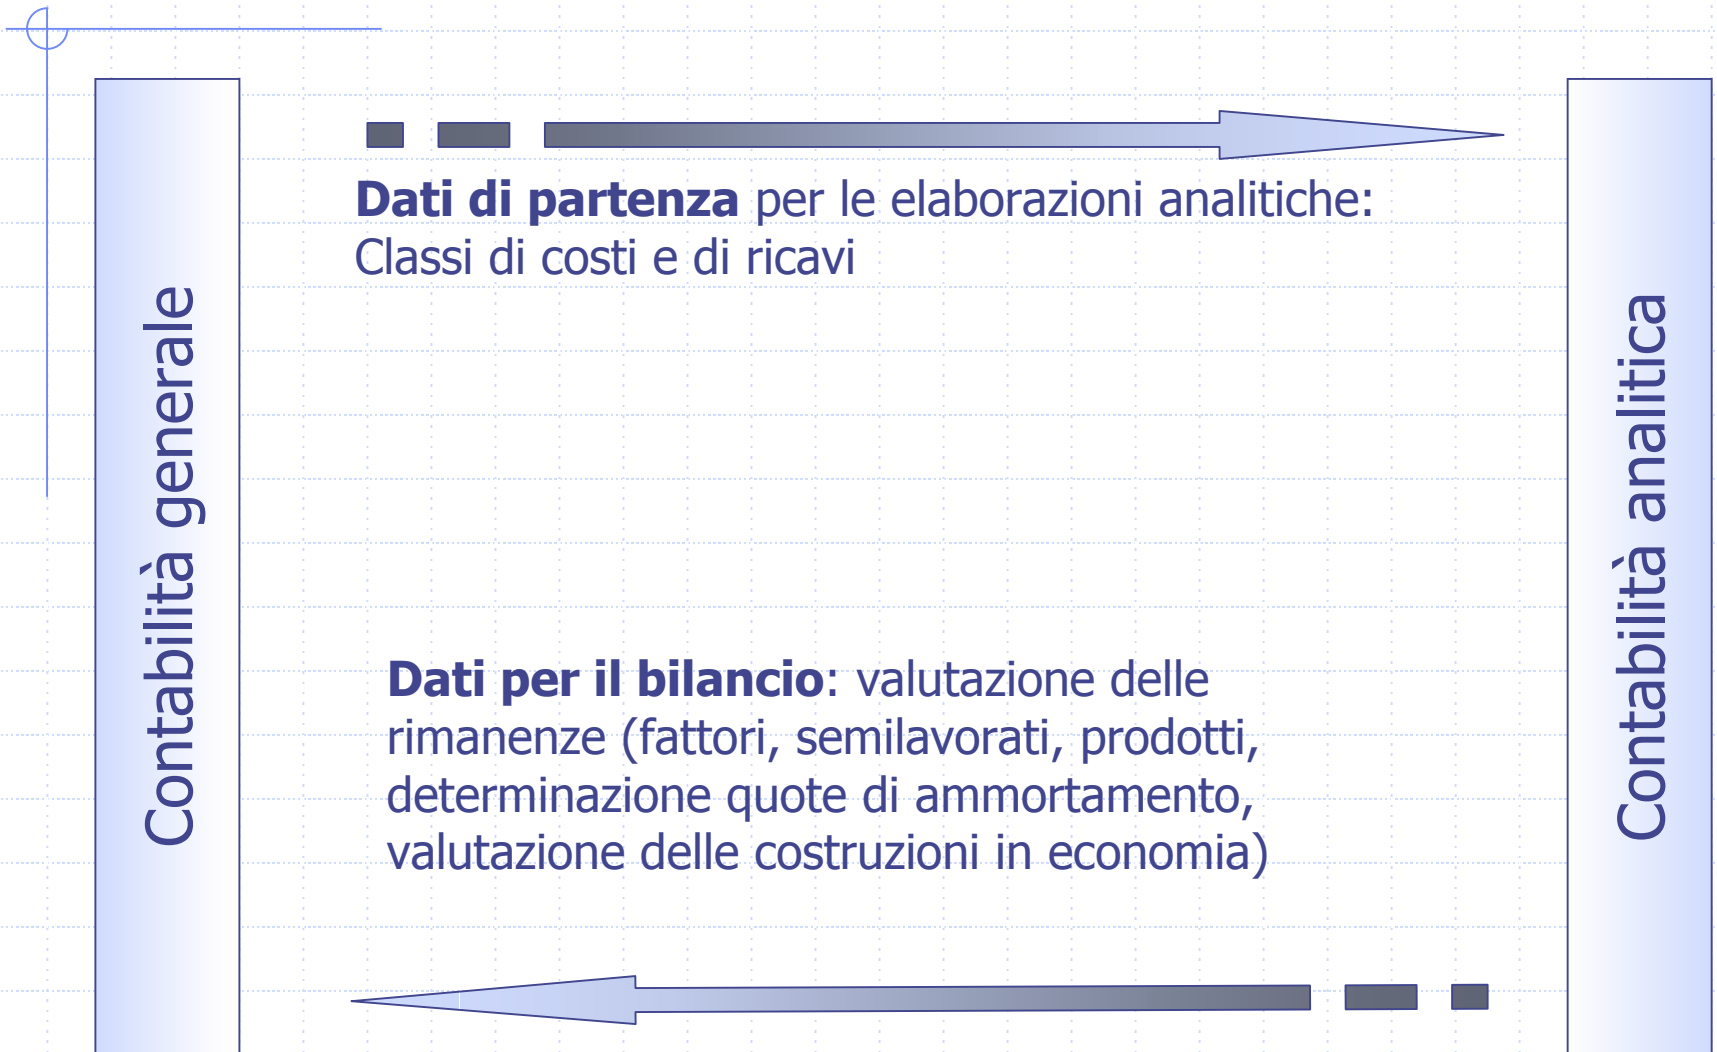 Contabilità generale
Dati di partenza per le elaborazioni analitiche:
Classi di costi e di ricavi
Dati per il bilancio: valutazione delle
rimanenze (fattori, semilavorati, prodotti,
determinazione quote di ammortamento,
valutazione delle costruzioni in economia)
Contabilità analitica